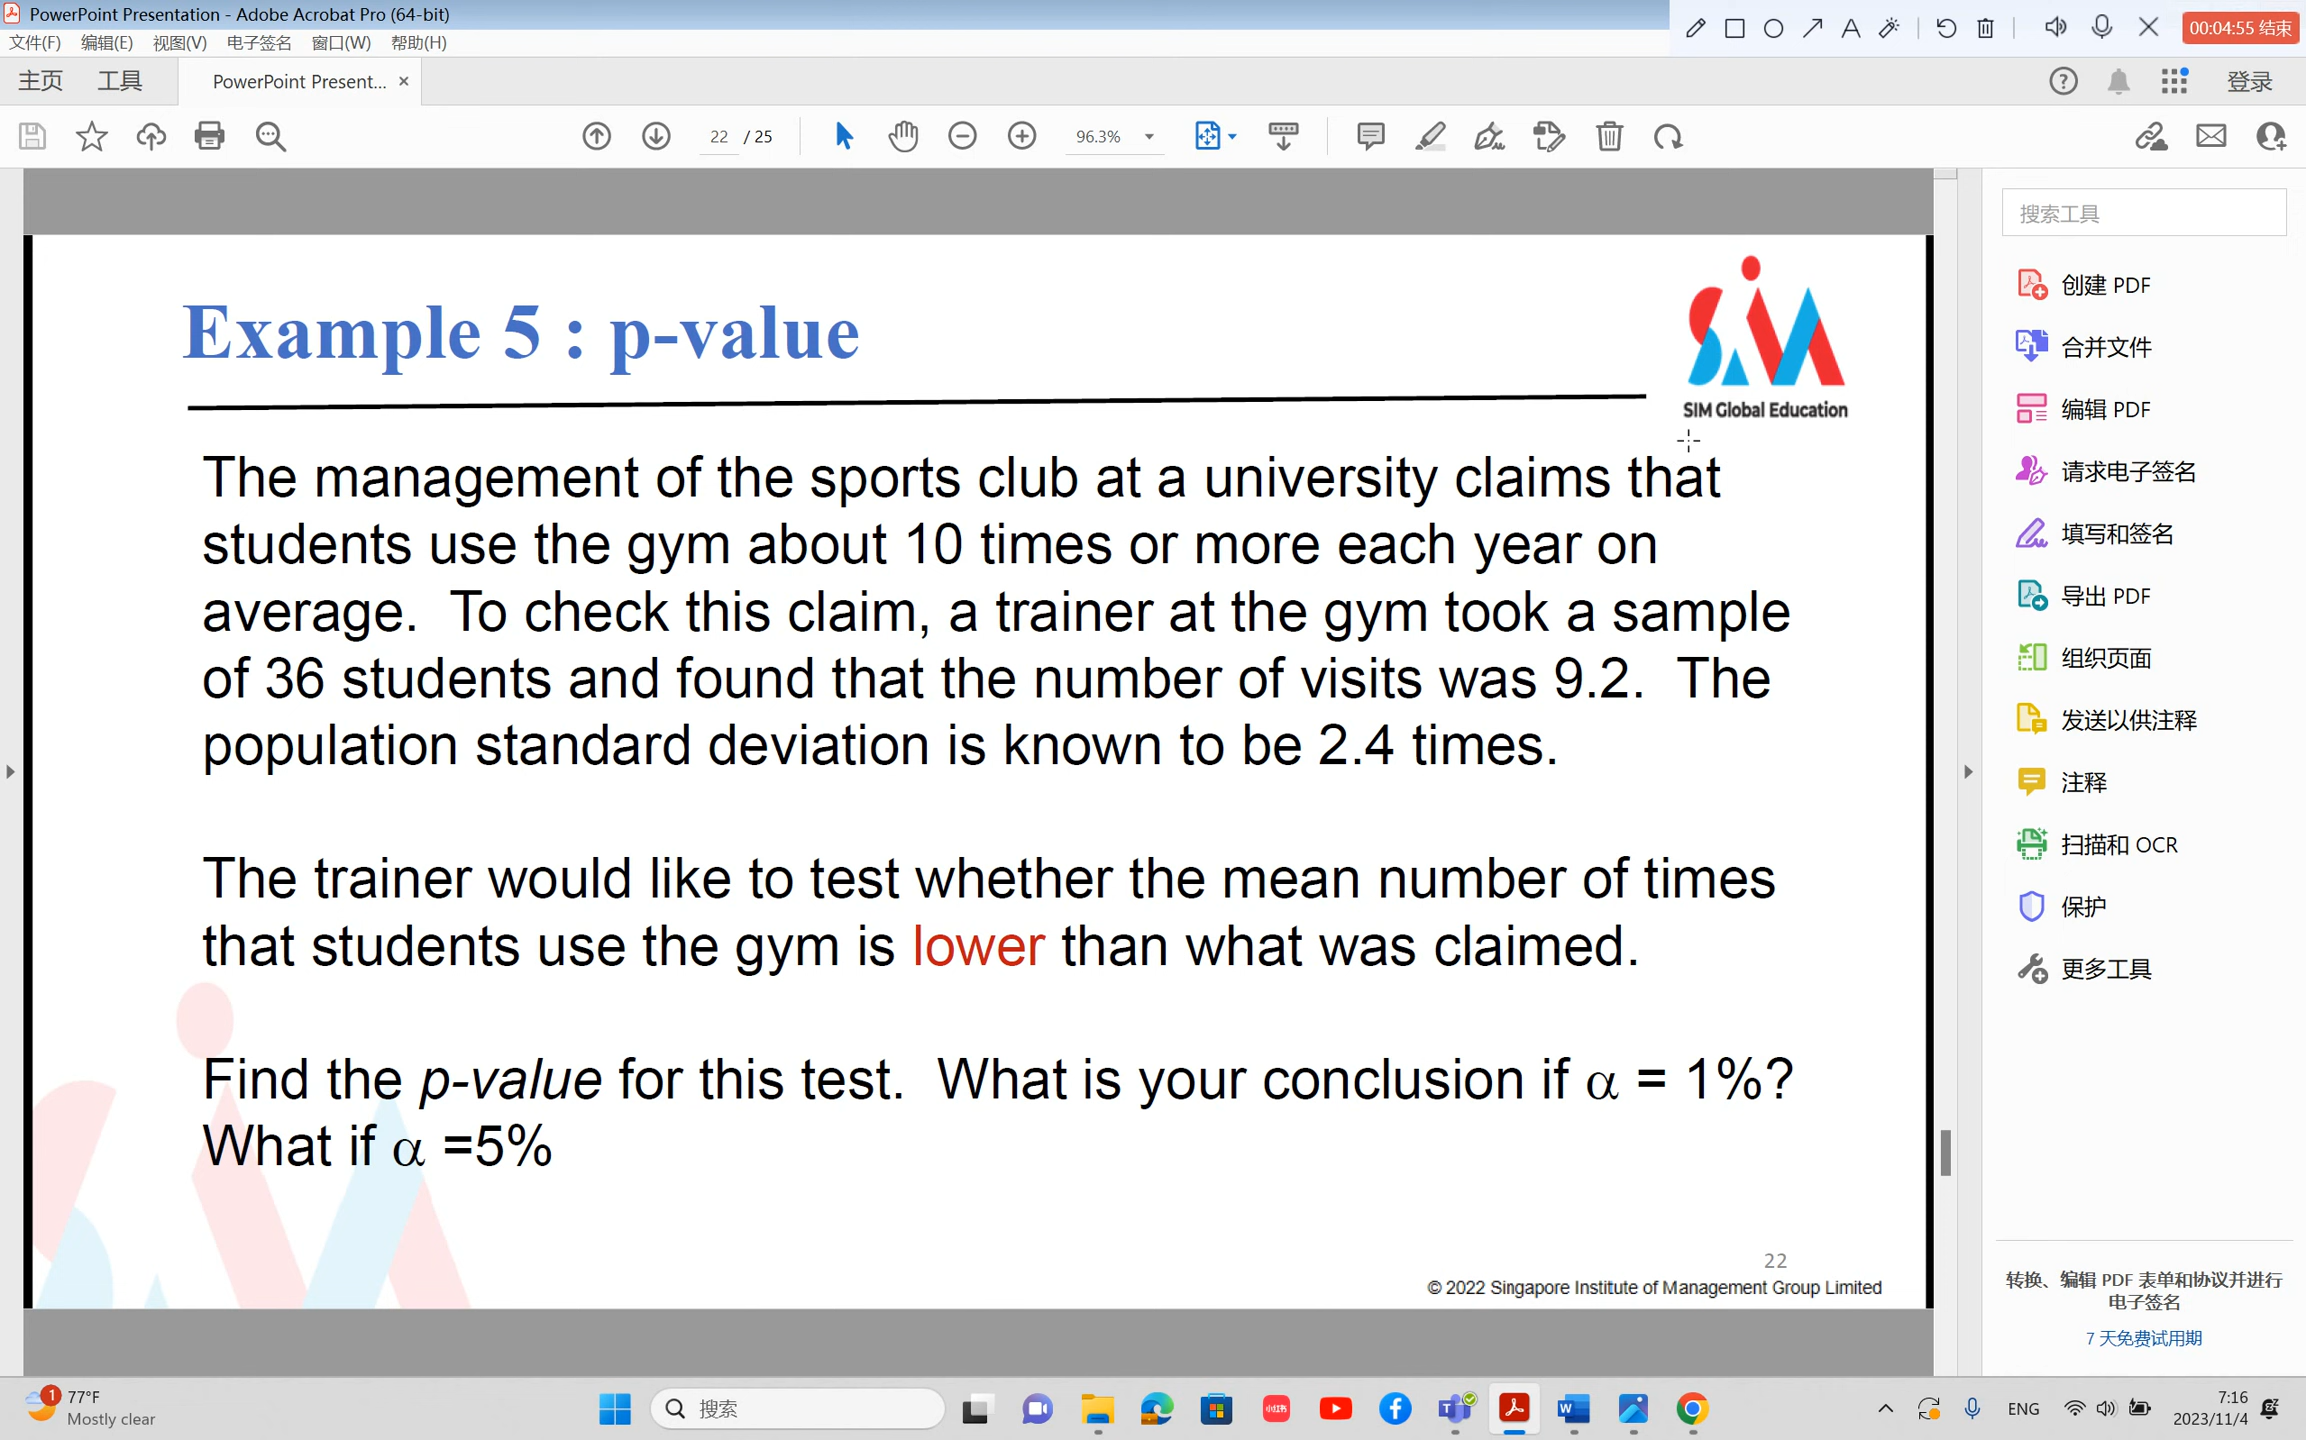 PowerPoint Presentation - Adobe Acrobat Pro (64-bit)
00:04:55 结束
文件(F) 编辑(E) 视图(V) 电子签名 窗口(W) 帮助(H)
主页 工具 PowerPoint Present... ×
登录
22 / 25
96.3%
搜索工具
创建 PDF
合并文件
编辑 PDF
请求电子签名
填写和签名
导出 PDF
组织页面
发送以供注释
注释
扫描和 OCR
保护
更多工具
转换、编辑 PDF 表单和协议并进行
电子签名
7 天免费试用期
Example 5 : p-value
SIM Global Education
The management of the sports club at a university claims that
students use the gym about 10 times or more each year on
average. To check this claim, a trainer at the gym took a sample
of 36 students and found that the number of visits was 9.2. The
population standard deviation is known to be 2.4 times.
The trainer would like to test whether the mean number of times
that students use the gym is lower than what was claimed.
Find the p-value for this test. What is your conclusion if α = 1%?
What if α =5%
22
© 2022 Singapore Institute of Management Group Limited
1
77°F
Mostly clear
搜索
小红书
ENG
7:16
2023/11/4